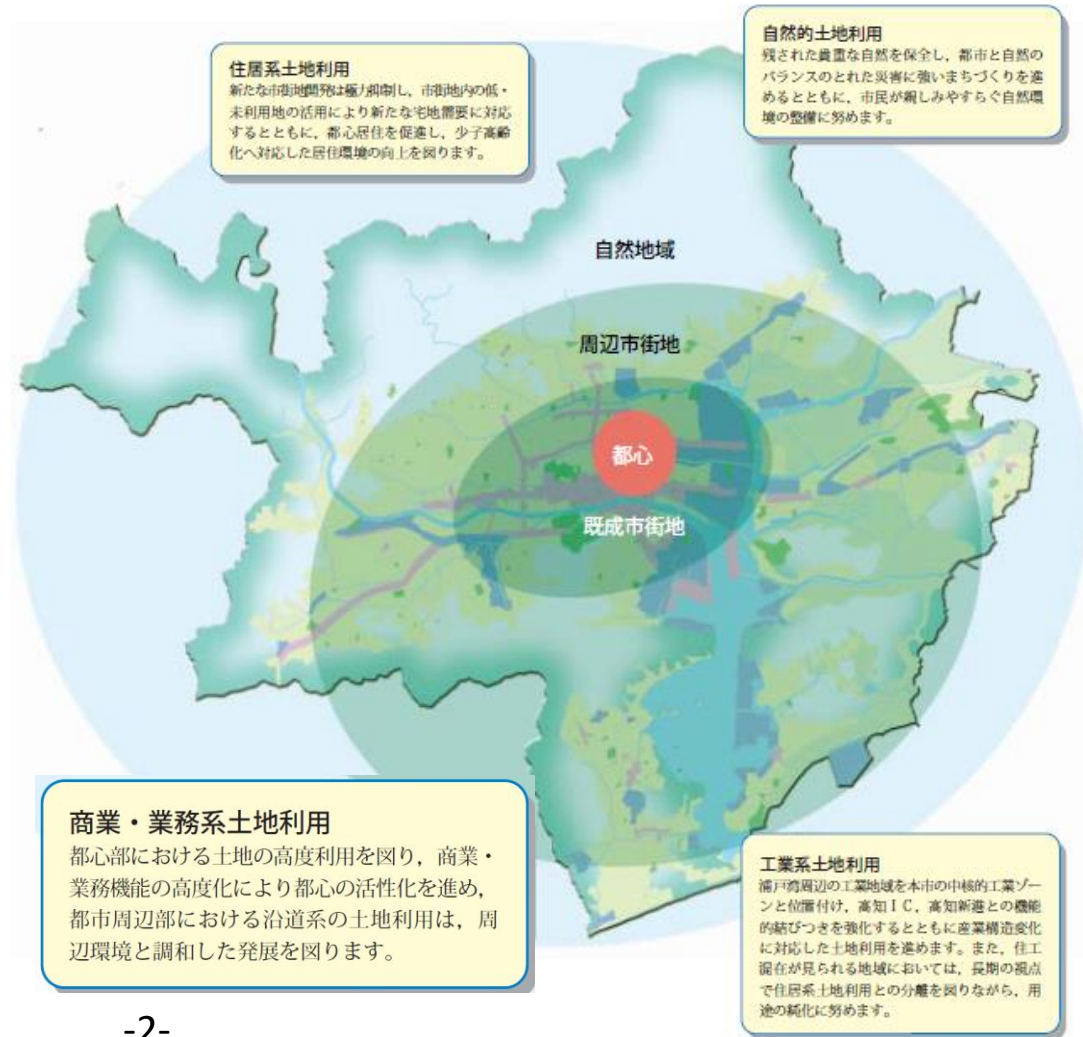 住居系土地利用
新たな市街地開発は極力抑制し，市街地内の低・
未利用地の活用により新たな宅地需要に対応
するとともに，都心居住を促進し，少子高齢
化へ対応した居住環境の向上を図ります。
自然的土地利用
残された貴重な自然を保全し，都市と自然の
バランスのとれた災害に強いまちづくりを進
めるとともに，市民が親しみやすらぐ自然環
境の整備に努めます。
自然地域
周辺市街地
都心
既成市街地
商業・業務系土地利用
都心部における土地の高度利用を図り，商業・
業務機能の高度化により都心の活性化を進め，
都市周辺部における沿道系の土地利用は，周
辺環境と調和した発展を図ります。
工業系土地利用
浦戸湾周辺の工業地域を本市の中核的工業ゾー
ンと位置付け，高知ＩＣ，高知新港との機能
的結びつきを強化するとともに産業構造変化
に対応した土地利用を進めます。また，住工
混在が見られる地域においては，長期の視点
で住居系土地利用との分離を図りながら，用
途の純化に努めます。
-2-